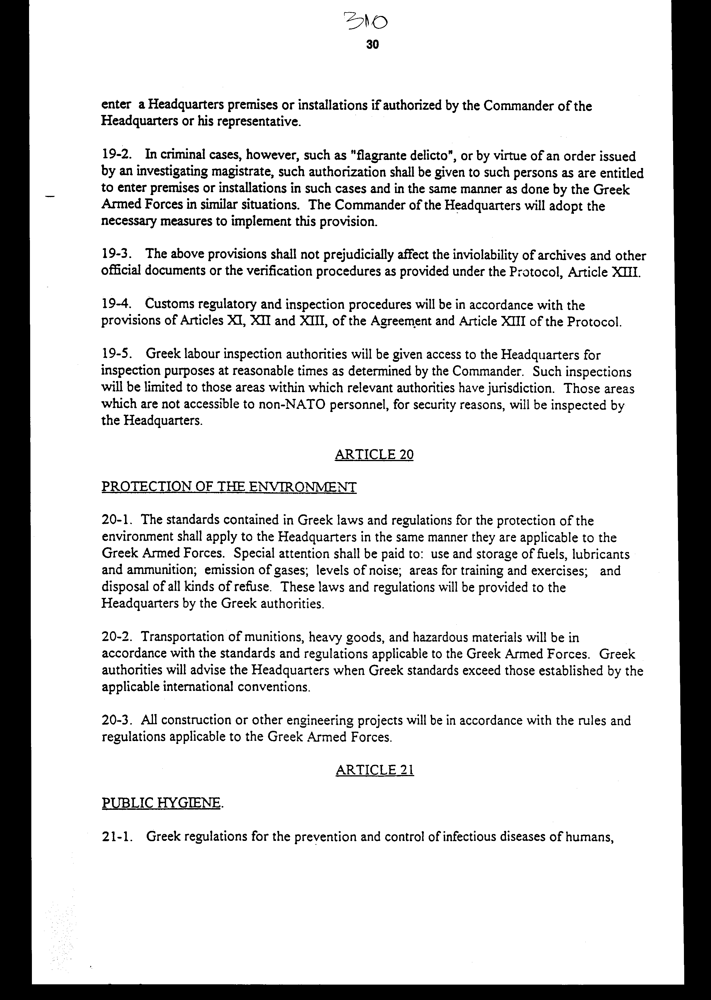 310
30
enter a Headquarters premises or installations if authorized by the Commander of the
Headquarters or his representative.
19-2. In criminal cases, however, such as "flagrante delicto", or by virtue of an order issued
by an investigating magistrate, such authorization shall be given to such persons as are entitled
to enter premises or installations in such cases and in the same manner as done by the Greek
Armed Forces in similar situations. The Commander of the Headquarters will adopt the
necessary measures to implement this provision.
19-3. The above provisions shall not prejudicially affect the inviolability of archives and other
official documents or the verification procedures as provided under the Protocol, Article XIII.
19-4. Customs regulatory and inspection procedures will be in accordance with the
provisions of Articles XI, XII and XIII, of the Agreement and Article XIII of the Protocol.
19-5. Greek labour inspection authorities will be given access to the Headquarters for
inspection purposes at reasonable times as determined by the Commander. Such inspections
will be limited to those areas within which relevant authorities have jurisdiction. Those areas
which are not accessible to non-NATO personnel, for security reasons, will be inspected by
the Headquarters.
ARTICLE 20
PROTECTION OF THE ENVIRONMENT
20-1. The standards contained in Greek laws and regulations for the protection of the
environment shall apply to the Headquarters in the same manner they are applicable to the
Greek Armed Forces. Special attention shall be paid to: use and storage of fuels, lubricants
and ammunition; emission of gases; levels of noise; areas for training and exercises; and
disposal of all kinds of refuse. These laws and regulations will be provided to the
Headquarters by the Greek authorities.
20-2. Transportation of munitions, heavy goods, and hazardous materials will be in
accordance with the standards and regulations applicable to the Greek Armed Forces. Greek
authorities will advise the Headquarters when Greek standards exceed those established by the
applicable international conventions.
20-3. All construction or other engineering projects will be in accordance with the rules and
regulations applicable to the Greek Armed Forces.
ARTICLE 21
PUBLIC HYGIENE.
21-1. Greek regulations for the prevention and control of infectious diseases of humans,